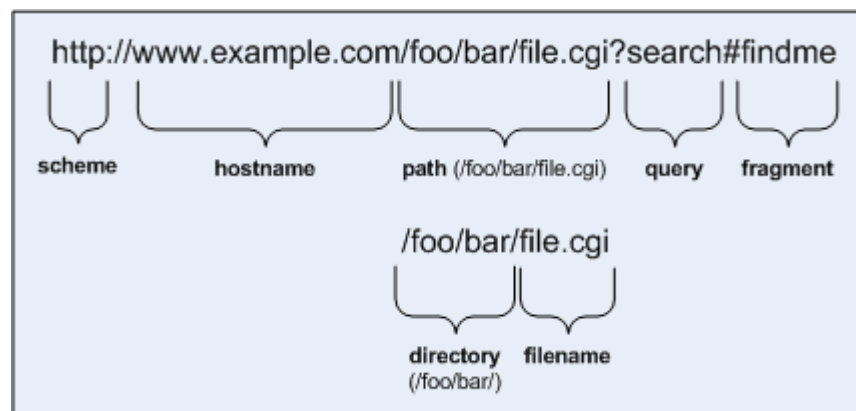 http://www.example.com/foo/bar/file.cgi?search#findme
scheme hostname path (/foo/bar/file.cgi) query fragment
/foo/bar/file.cgi
directory filename
(/foo/bar/)